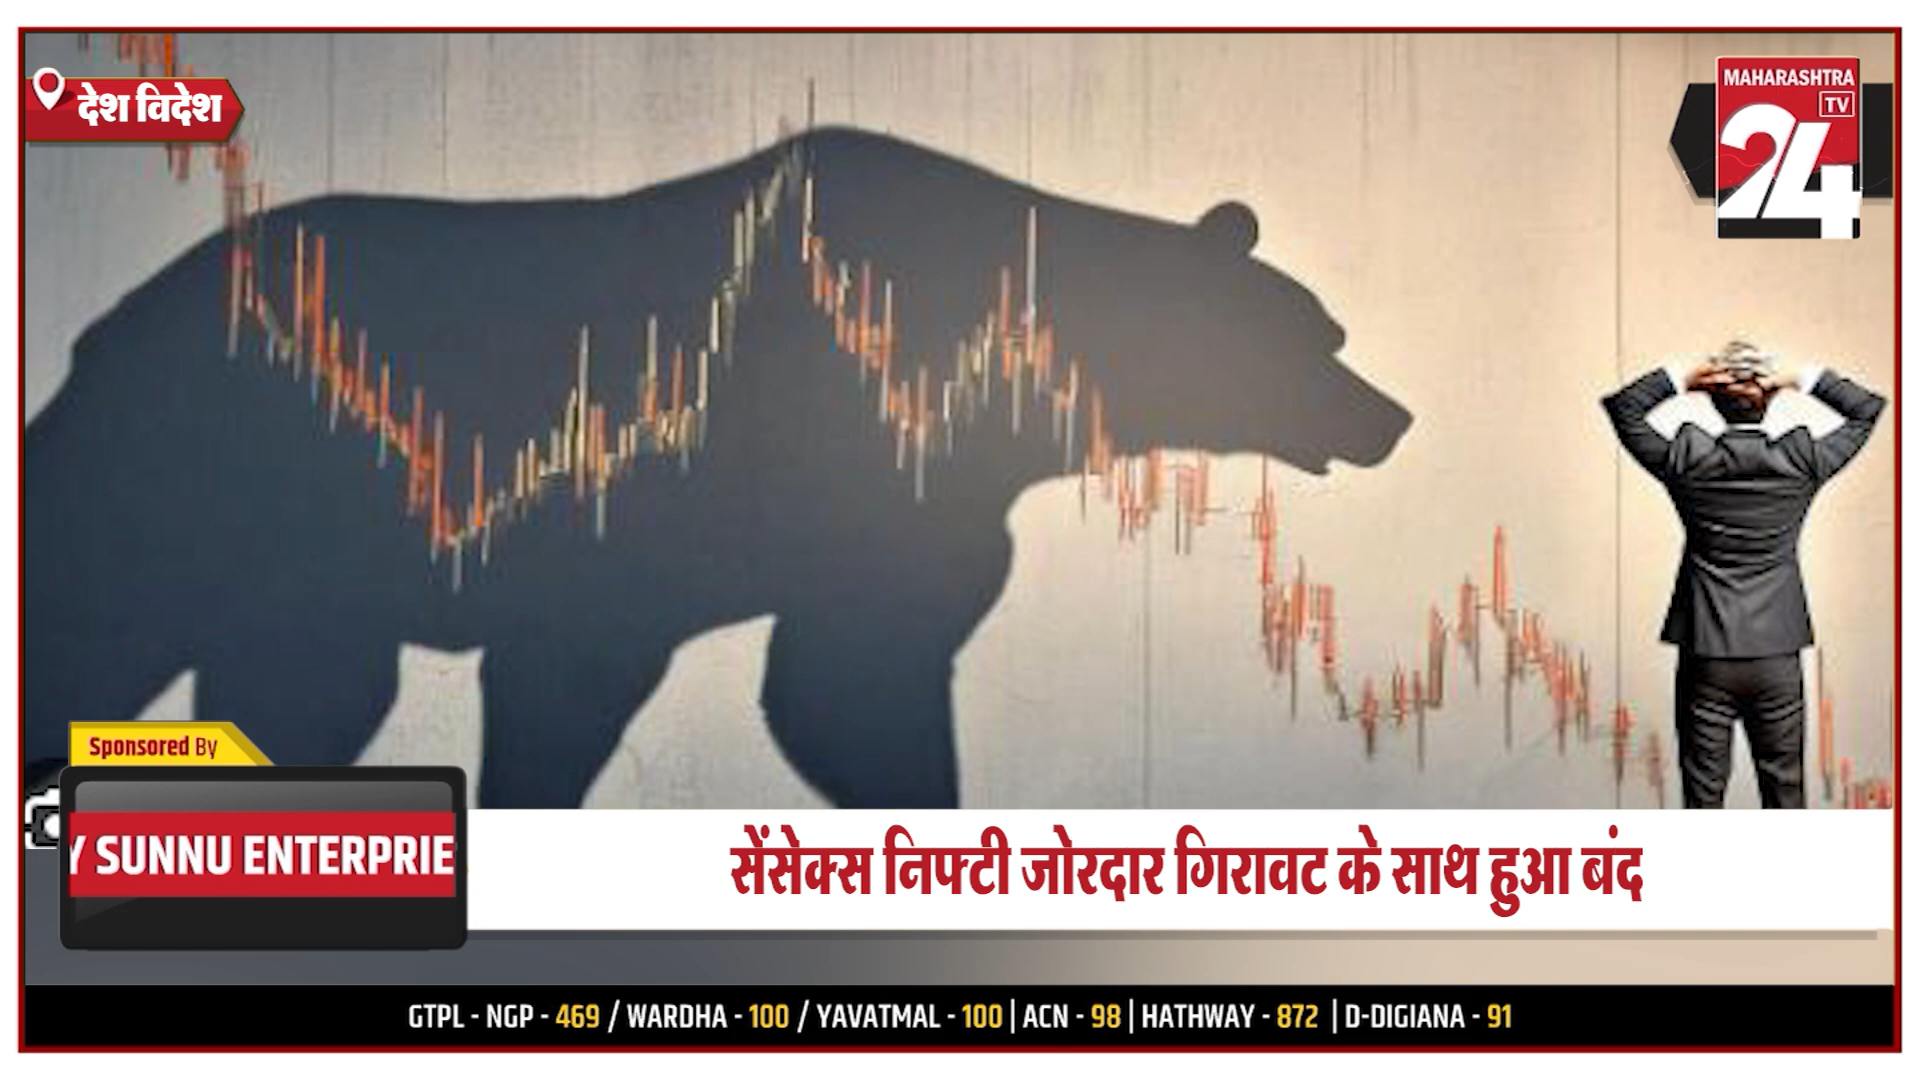 देश विदेश
MAHARASHTRA
TV
24
Sponsored By
Y SUNNU ENTERPRIE
सेंसेक्स निफ्टी जोरदार गिरावट के साथ हुआ बंद
GTPL - NGP - 469 / WARDHA - 100 / YAVATMAL - 100 | ACN - 98 | HATHWAY - 872 | D-DIGIANA - 91